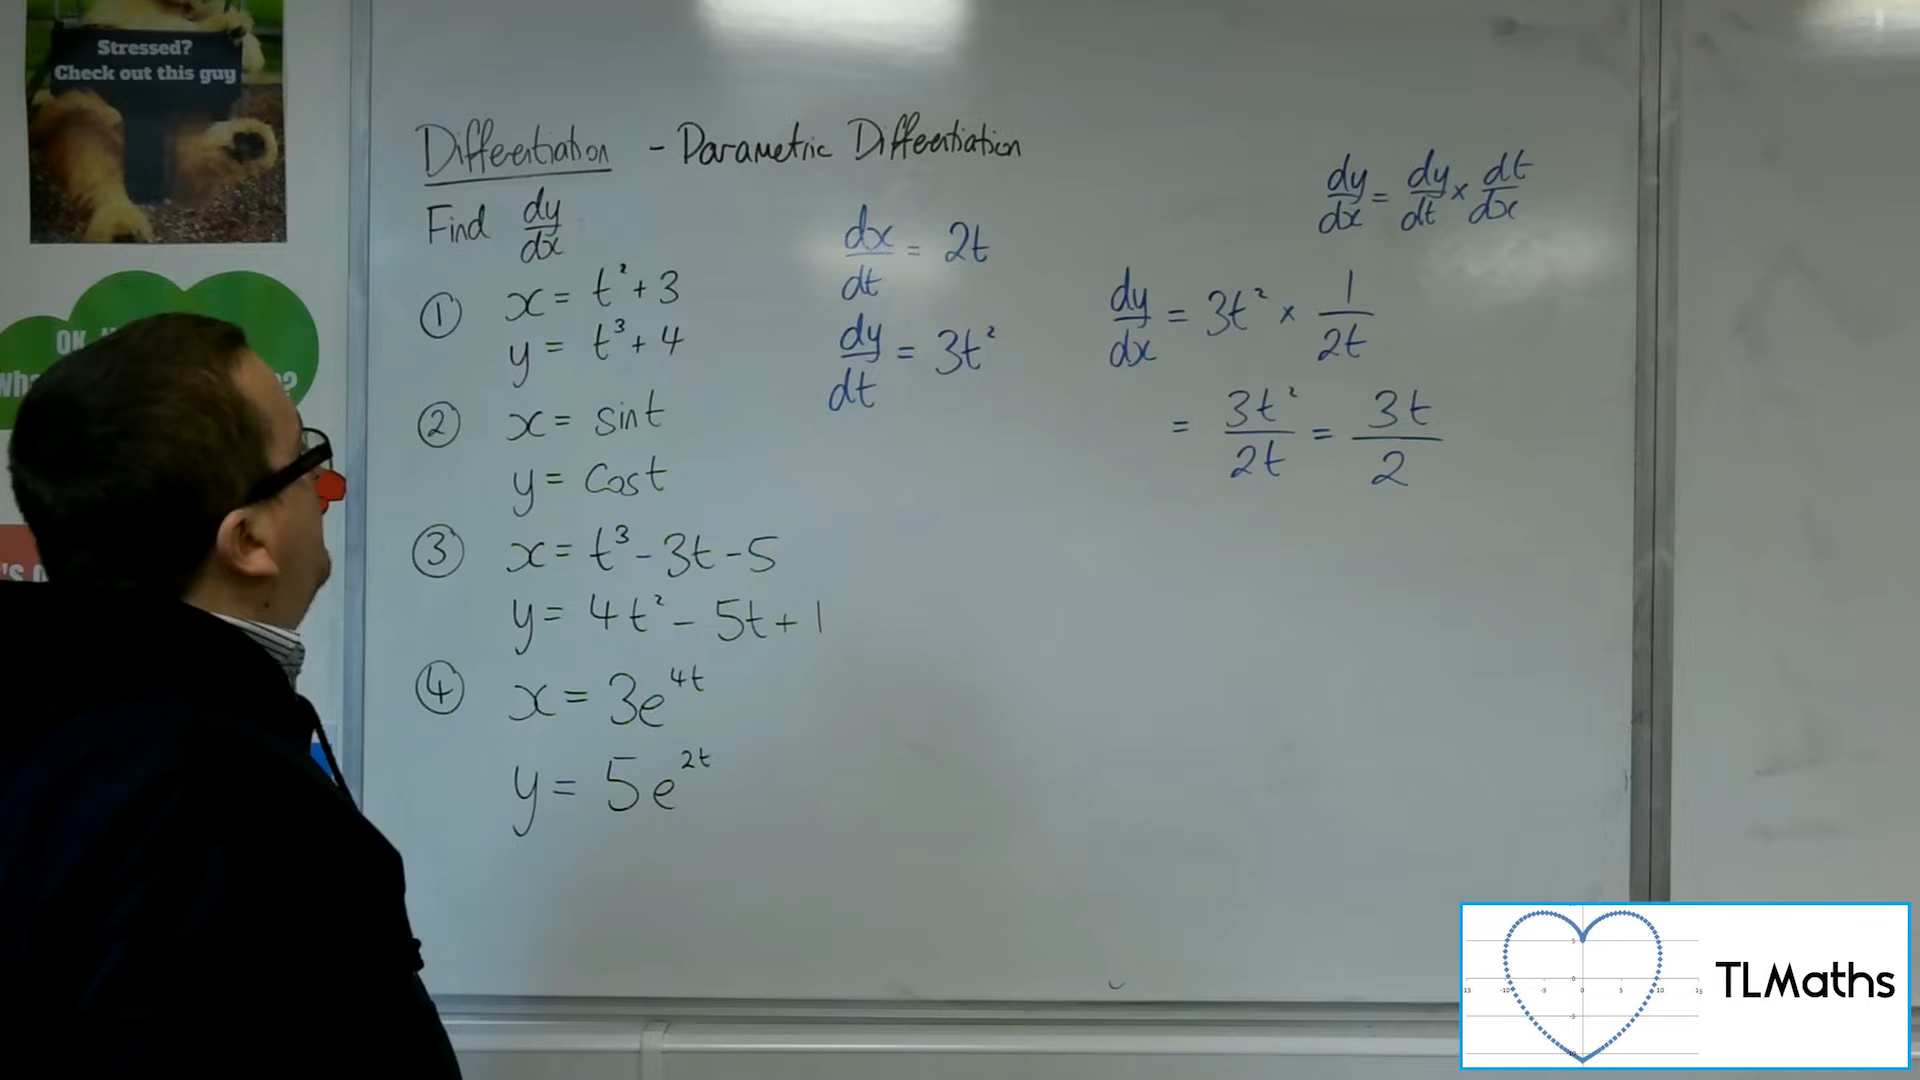 Stressed?
Check out this guy
Differentiation - Parametric Differentiation
Find dy/dx
① x = t² + 3
y = t³ + 4
② x = sint
y = cost
③ x = t³ - 3t - 5
y = 4t² - 5t + 1
④ x = 3e^4t
y = 5e^2t
dx/dt = 2t
dy/dt = 3t²
dy/dx = dy/dt × dt/dx
dy/dx = 3t² × 1/2t
= 3t²/2t = 3t/2
TLMaths